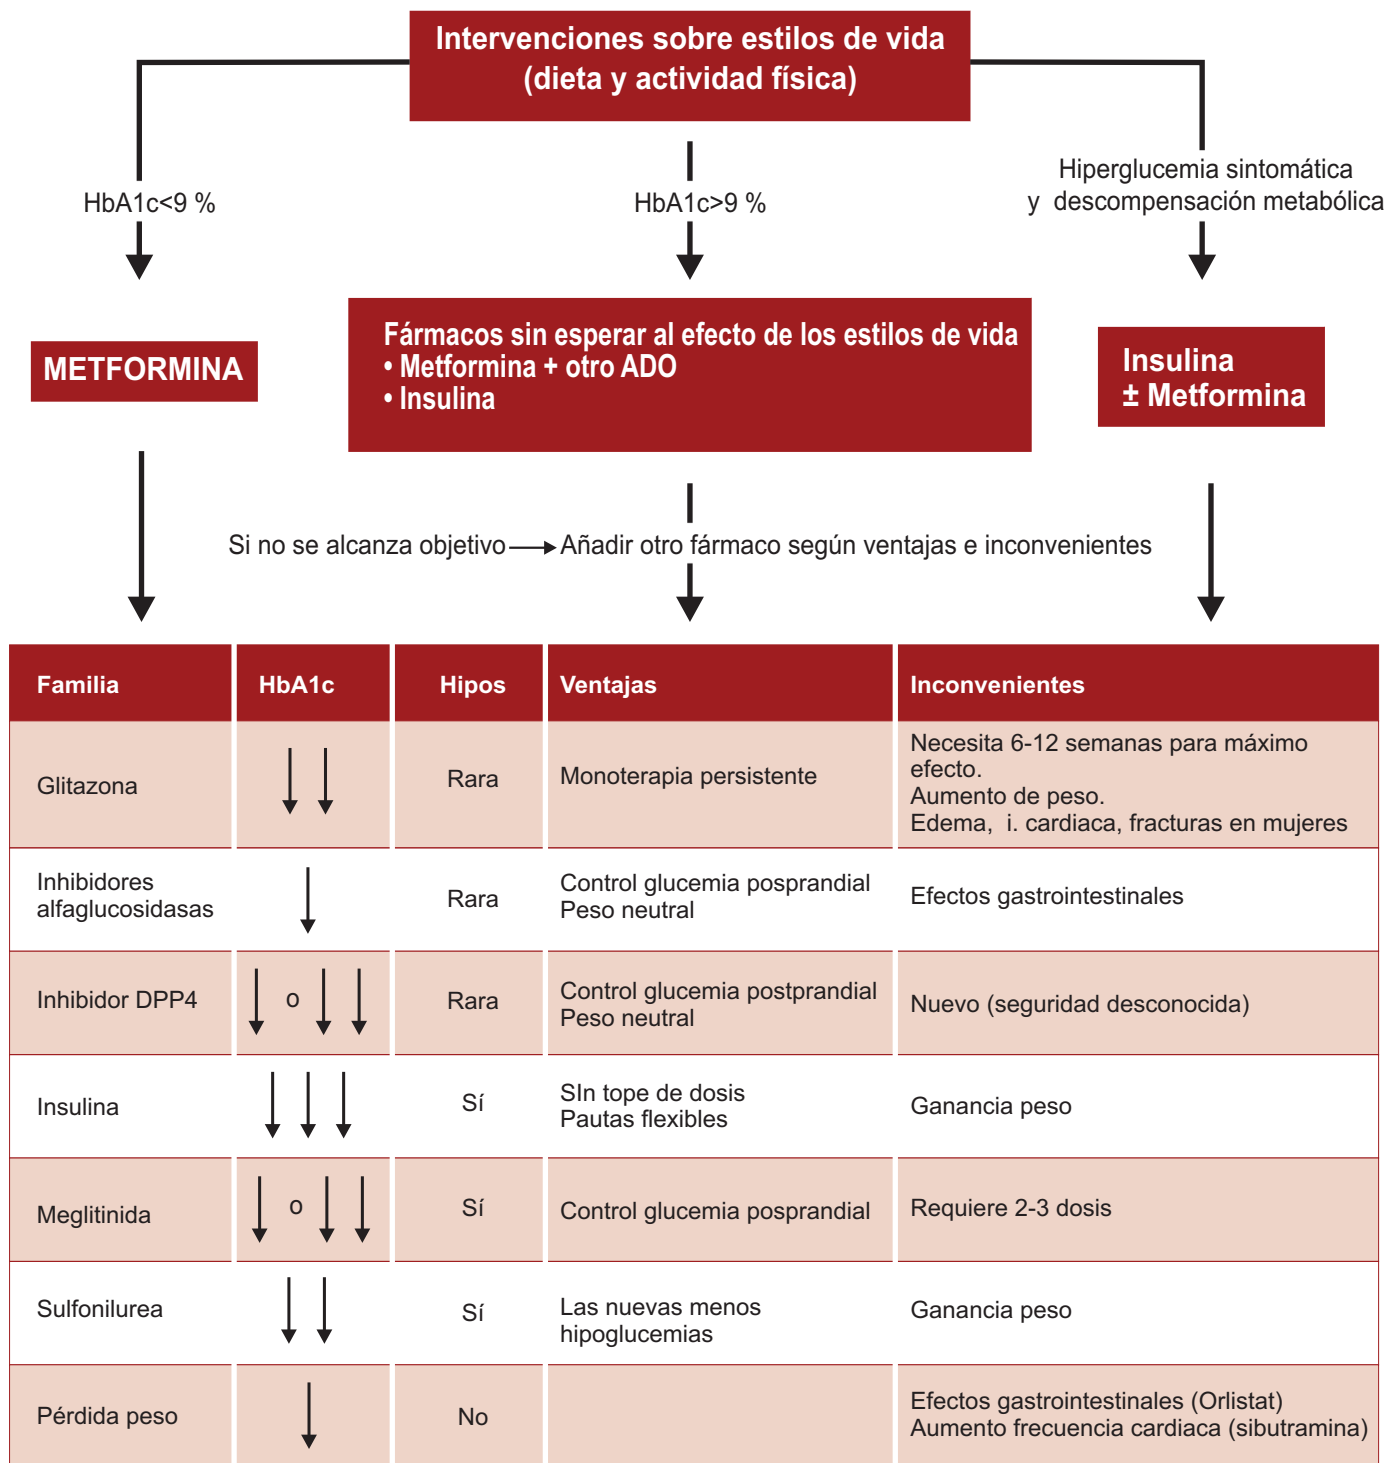 Intervenciones sobre estilos de vida
(dieta y actividad física)
HbA1c<9 %
HbA1c>9 %
Hiperglucemia sintomática
y descompensación metabólica
METFORMINA
Fármacos sin esperar al efecto de los estilos de vida
• Metformina + otro ADO
• Insulina
Insulina
± Metformina
Si no se alcanza objetivo
Añadir otro fármaco según ventajas e inconvenientes
Familia
HbA1c
Hipos
Ventajas
Inconvenientes
Glitazona
Rara
Monoterapia persistente
Necesita 6-12 semanas para máximo
efecto.
Aumento de peso.
Edema, i. cardiaca, fracturas en mujeres
Inhibidores
alfaglucosidasas
Rara
Control glucemia posprandial
Peso neutral
Efectos gastrointestinales
Inhibidor DPP4
o
Rara
Control glucemia postprandial
Peso neutral
Nuevo (seguridad desconocida)
Insulina
Sí
SIn tope de dosis
Pautas flexibles
Ganancia peso
Meglitinida
o
Sí
Control glucemia posprandial
Requiere 2-3 dosis
Sulfonilurea
Sí
Las nuevas menos
hipoglucemias
Ganancia peso
Pérdida peso
No
Efectos gastrointestinales (Orlistat)
Aumento frecuencia cardiaca (sibutramina)